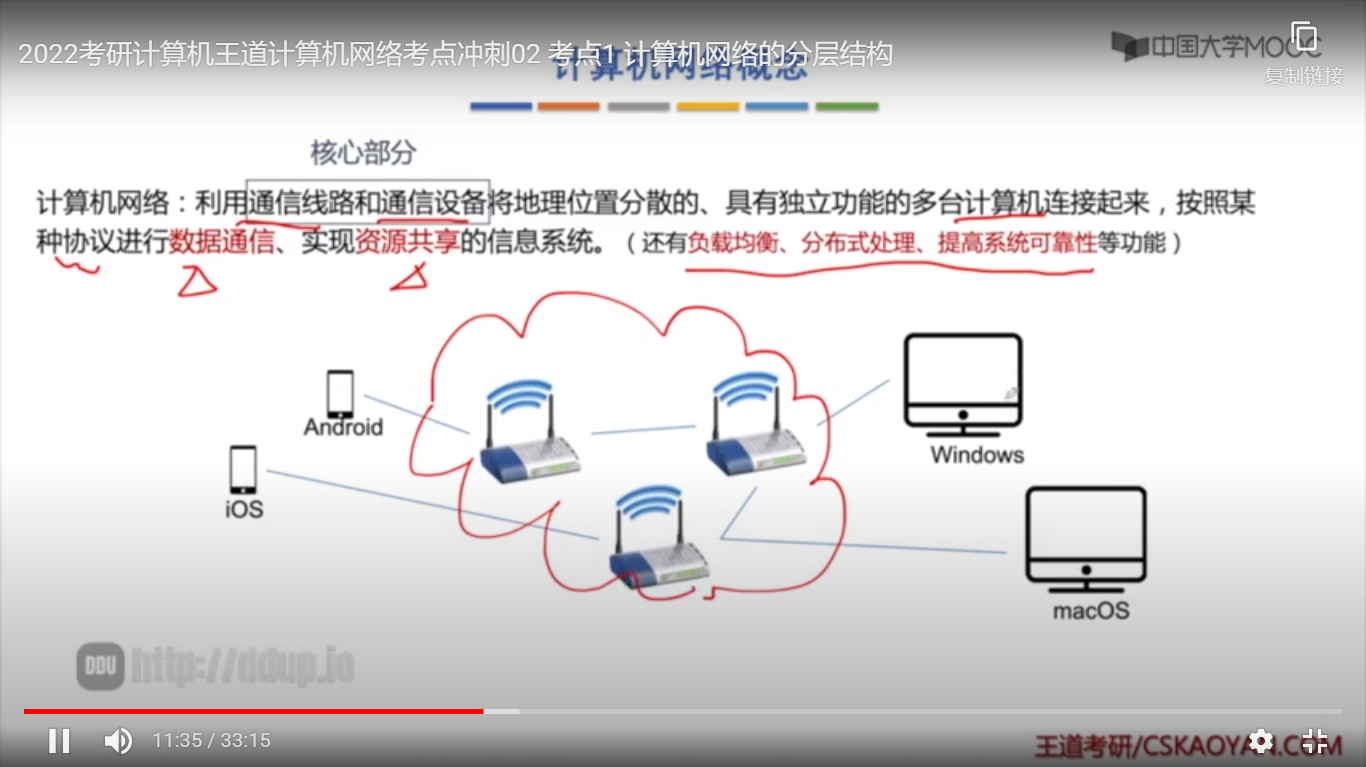 2022考研计算机王道计算机网络考点冲刺02 考点1 计算机网络的分层结构
中国大学MOOC
计算机网络概念
复制链接
核心部分
计算机网络：利用通信线路和通信设备将地理位置分散的、具有独立功能的多台计算机连接起来，按照某
种协议进行数据通信、实现资源共享的信息系统。（还有负载均衡、分布式处理、提高系统可靠性等功能）
Android
iOS
Windows
macOS
DDU http://ddup.io
11:35 / 33:15
王道考研/CSKAOYAN.COM